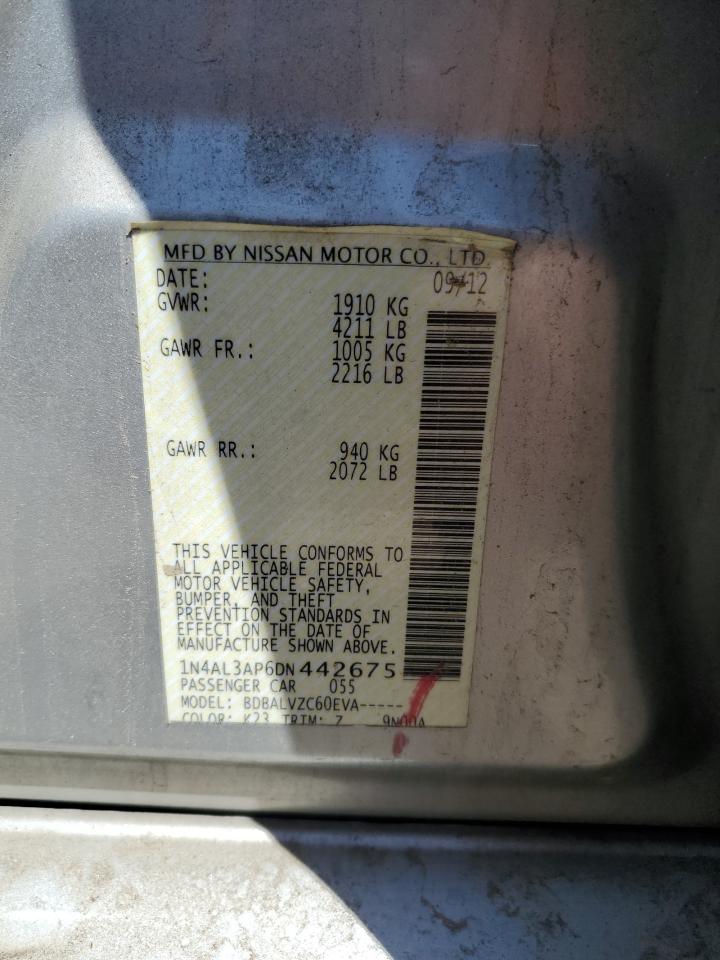 MFD BY NISSAN MOTOR CO., LTD.
DATE: 09/12
GVWR: 1910 KG
4211 LB
GAWR FR.: 1005 KG
2216 LB
GAWR RR.: 940 KG
2072 LB
THIS VEHICLE CONFORMS TO
ALL APPLICABLE FEDERAL
MOTOR VEHICLE SAFETY,
BUMPER, AND THEFT
PREVENTION STANDARDS IN
EFFECT ON THE DATE OF
MANUFACTURE SHOWN ABOVE.
1N4AL3AP6DN442675
PASSENGER CAR 055
MODEL: BDBALVZC60EVA-----
COLOR: K23 TRIM: Z